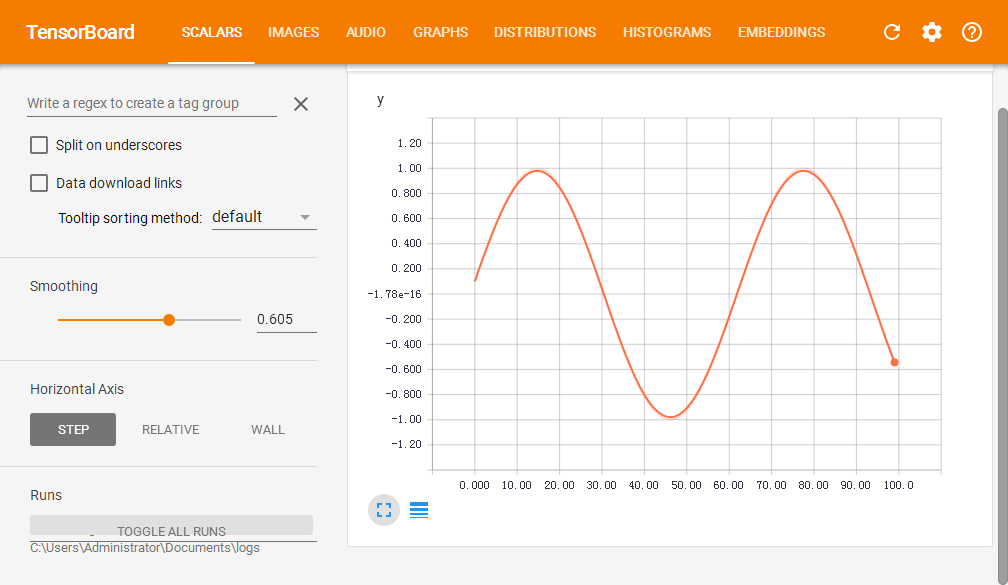 TensorBoard SCALARS IMAGES AUDIO GRAPHS DISTRIBUTIONS HISTOGRAMS EMBEDDINGS
Write a regex to create a tag group
Split on underscores
Data download links
Tooltip sorting method: default
Smoothing
0.605
Horizontal Axis
STEP RELATIVE WALL
Runs
TOGGLE ALL RUNS
C:\Users\Administrator\Documents\logs
y
1.20
1.00
0.800
0.600
0.400
0.200
-1.78e-16
-0.200
-0.400
-0.600
-0.800
-1.00
-1.20
0.000 10.00 20.00 30.00 40.00 50.00 60.00 70.00 80.00 90.00 100.0